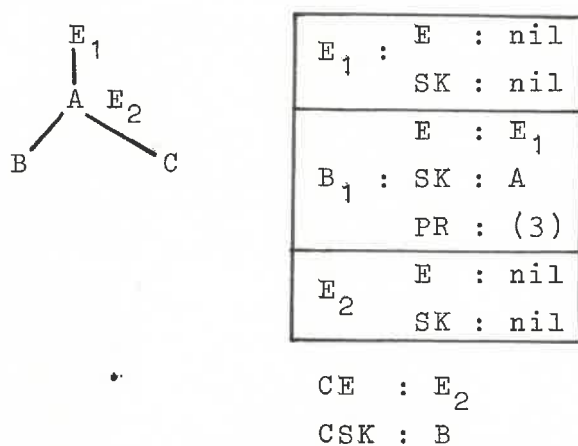 E₁
A E₂
B C
E₁ : E : nil
SK : nil
E : E₁
B₁ : SK : A
PR : (3)
E₂ E : nil
SK : nil
CE : E₂
CSK : B